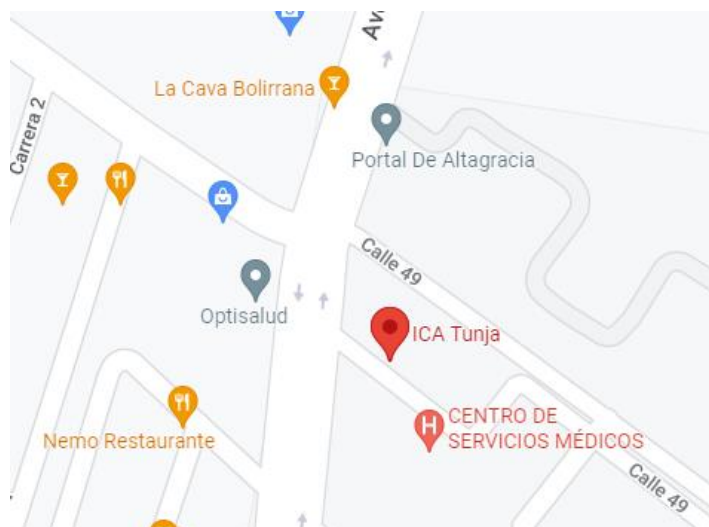 Ave
La Cava Bolirrana
Carrera 2
Portal De Altagracia
Calle 49
Optisalud
ICA Tunja
CENTRO DE
SERVICIOS MÉDICOS
Nemo Restaurante
Calle 49
H